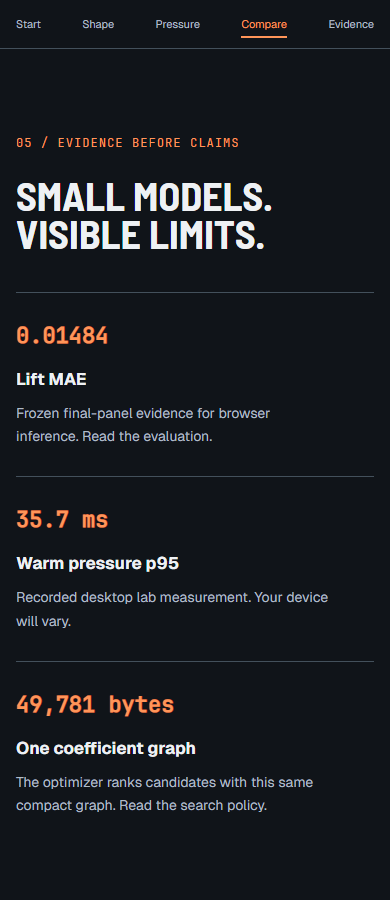 Start Shape Pressure Compare Evidence
05 / EVIDENCE BEFORE CLAIMS
SMALL MODELS.
VISIBLE LIMITS.
0.01484
Lift MAE
Frozen final-panel evidence for browser
inference. Read the evaluation.
35.7 ms
Warm pressure p95
Recorded desktop lab measurement. Your device
will vary.
49,781 bytes
One coefficient graph
The optimizer ranks candidates with this same
compact graph. Read the search policy.